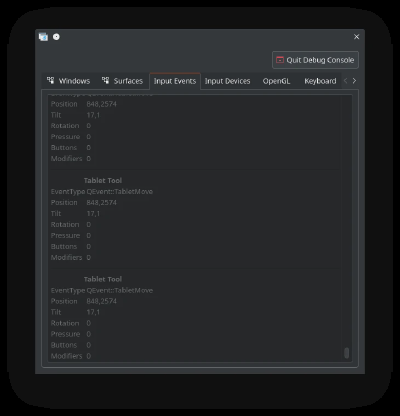 Quit Debug Console
Windows Surfaces Input Events Input Devices OpenGL Keyboard
Position 848,2574
Tilt 17,1
Rotation 0
Pressure 0
Buttons 0
Modifiers 0
Tablet Tool
EventType QEvent::TabletMove
Position 848,2574
Tilt 17,1
Rotation 0
Pressure 0
Buttons 0
Modifiers 0
Tablet Tool
EventType QEvent::TabletMove
Position 848,2574
Tilt 17,1
Rotation 0
Pressure 0
Buttons 0
Modifiers 0